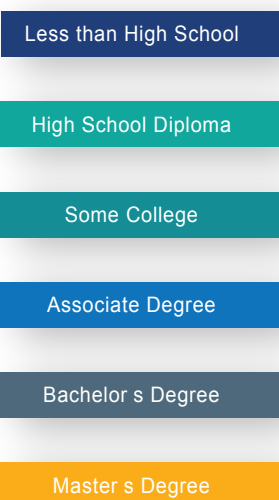 Less than High School
High School Diploma
Some College
Associate Degree
Bachelor s Degree
Master s Degree